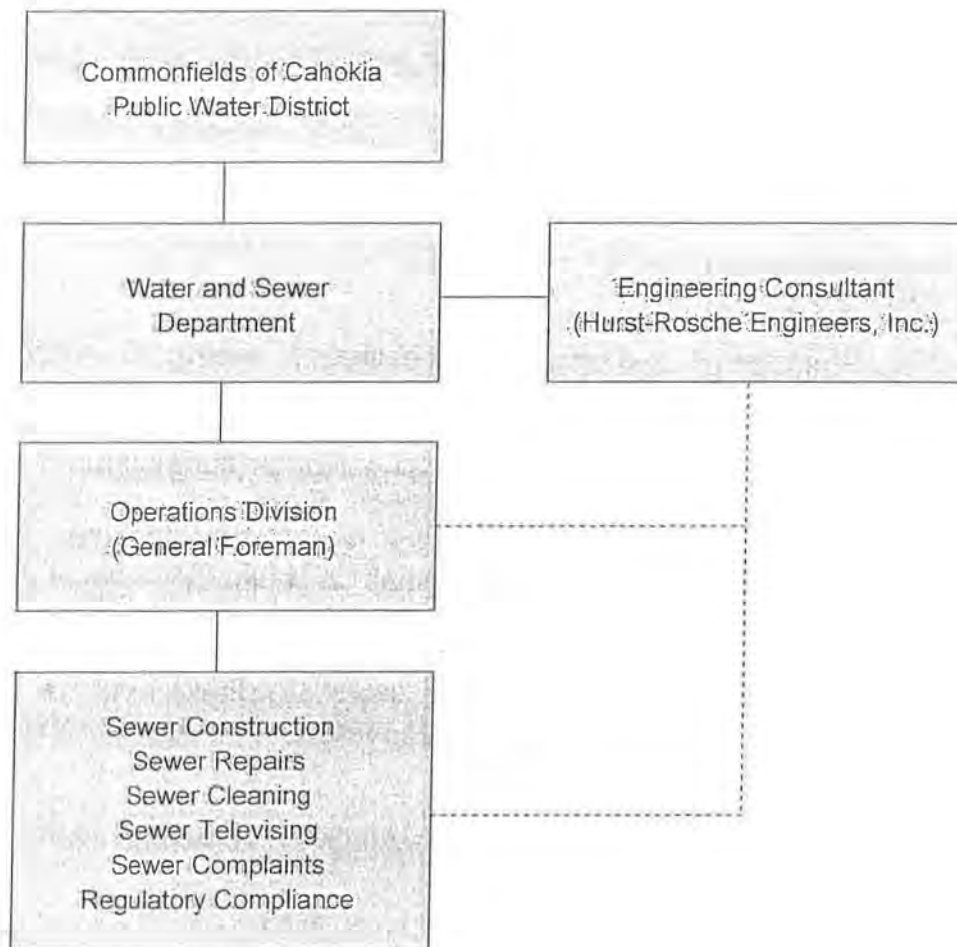 Commonfields of Cahokia
Public Water District
Water and Sewer
Department
Engineering Consultant
(Hurst-Rosche Engineers, Inc.)
Operations Division
(General Foreman)
Sewer Construction
Sewer Repairs
Sewer Cleaning
Sewer Televising
Sewer Complaints
Regulatory Compliance